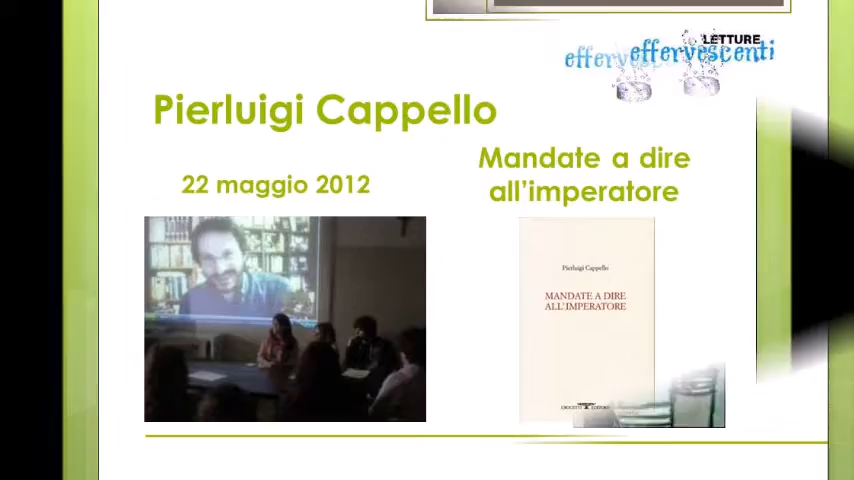 LETTURE
effervescenti
Pierluigi Cappello
22 maggio 2012
Mandate a dire
all’imperatore
Pierluigi Cappello
MANDATE A DIRE
ALL'IMPERATORE